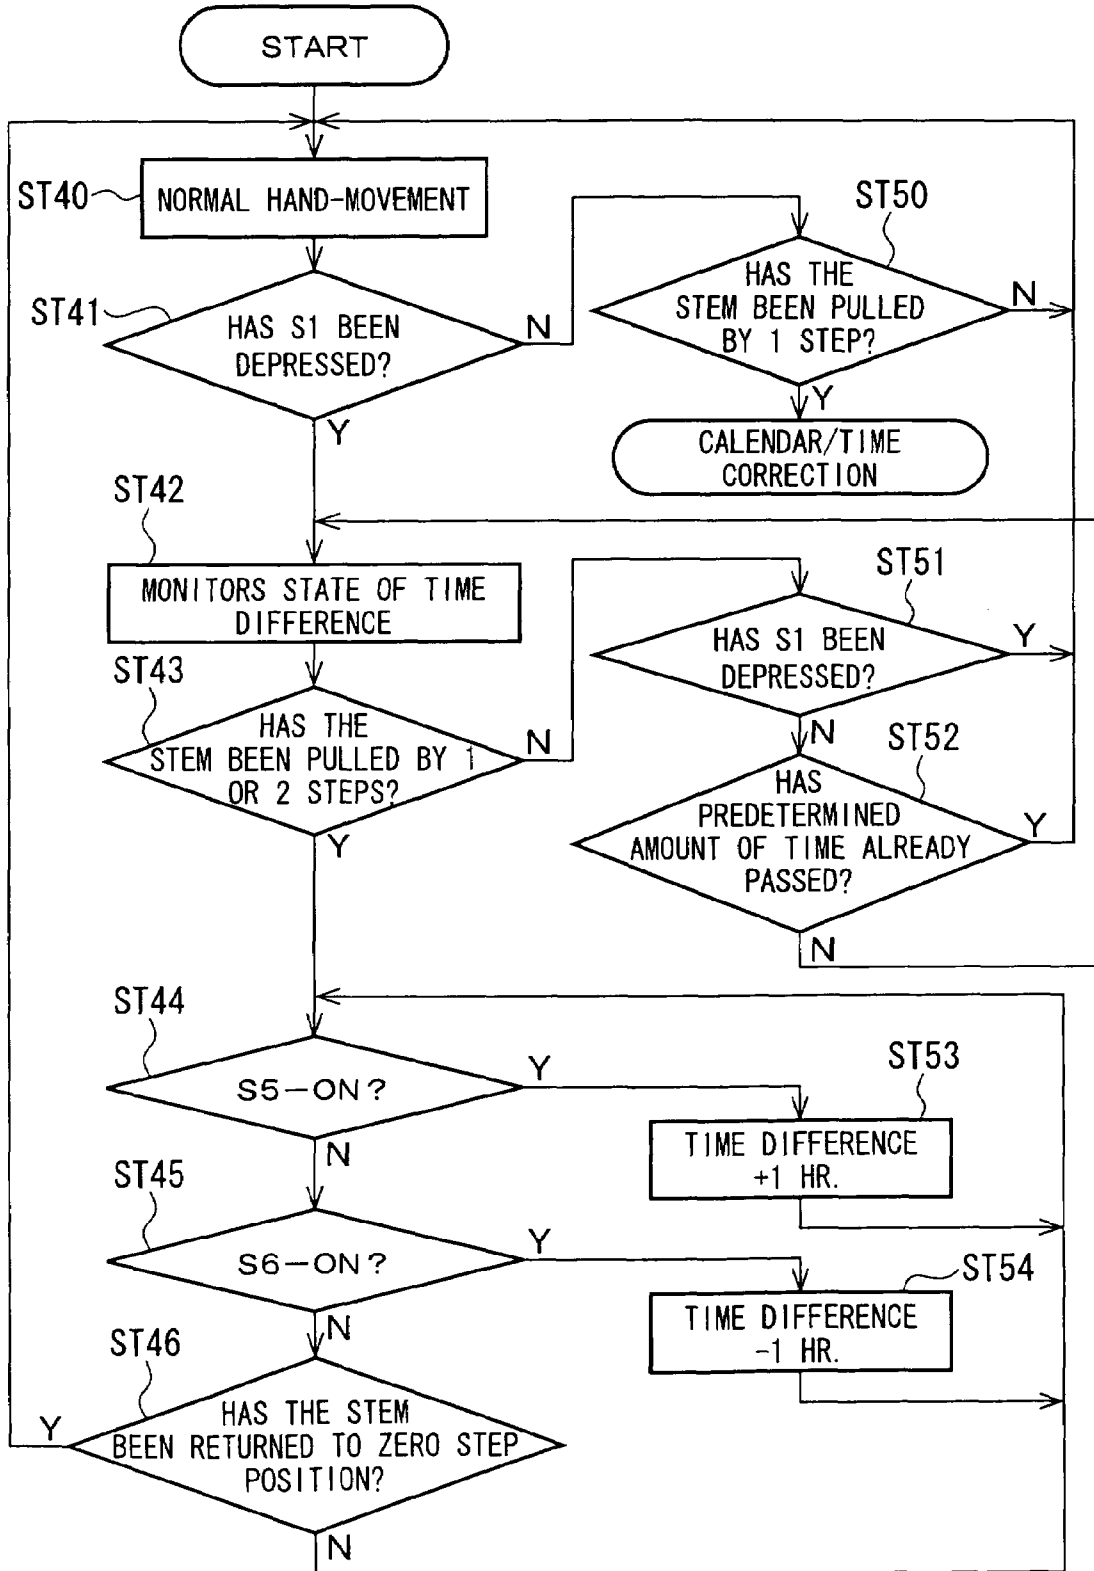 START
ST40
NORMAL HAND-MOVEMENT
ST41
HAS S1 BEEN
DEPRESSED?
N
Y
ST50
HAS THE
STEM BEEN PULLED
BY 1 STEP?
N
Y
CALENDAR/TIME
CORRECTION
ST42
MONITORS STATE OF TIME
DIFFERENCE
ST43
HAS THE
STEM BEEN PULLED BY 1
OR 2 STEPS?
N
Y
ST51
HAS S1 BEEN
DEPRESSED?
Y
N
ST52
HAS
PREDETERMINED
AMOUNT OF TIME ALREADY
PASSED?
Y
N
ST44
S5-ON?
Y
N
ST53
TIME DIFFERENCE
+1 HR.
ST45
S6-ON?
Y
N
ST54
TIME DIFFERENCE
-1 HR.
ST46
HAS THE STEM
BEEN RETURNED TO ZERO STEP
POSITION?
Y
N